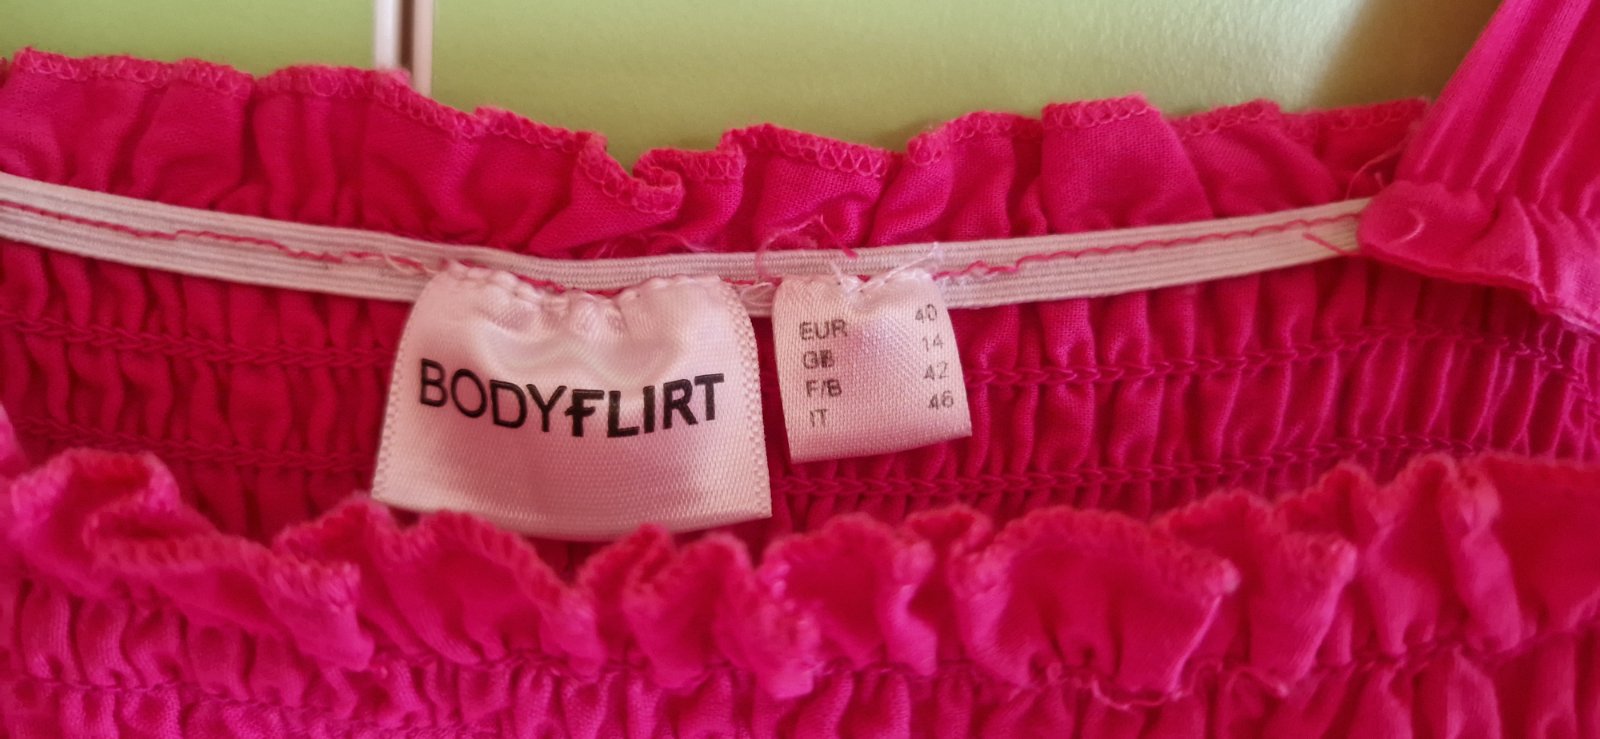 BODYFLIRT
EUR 40
GB 14
F/B 42
IT 46